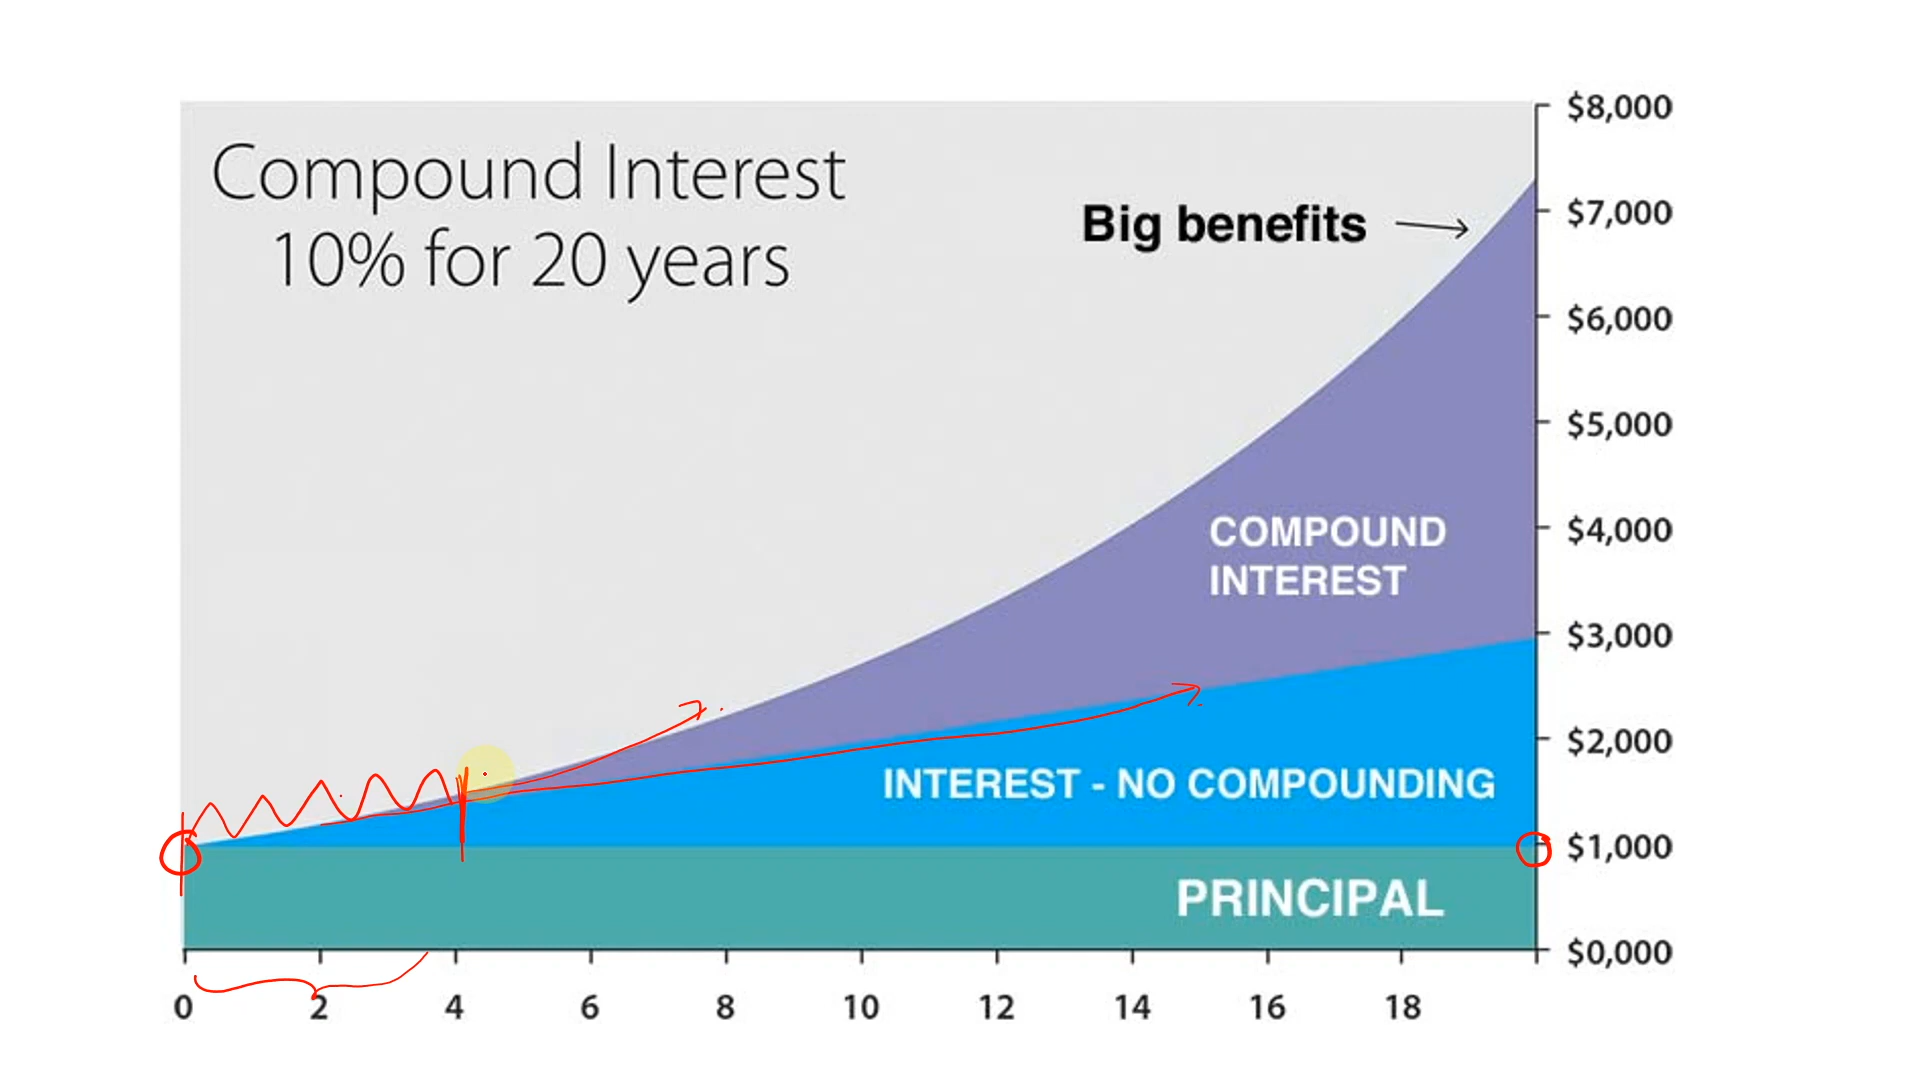 Compound Interest
10% for 20 years
Big benefits
COMPOUND
INTEREST
INTEREST - NO COMPOUNDING
PRINCIPAL
$8,000
$7,000
$6,000
$5,000
$4,000
$3,000
$2,000
$1,000
$0,000
0 2 4 6 8 10 12 14 16 18